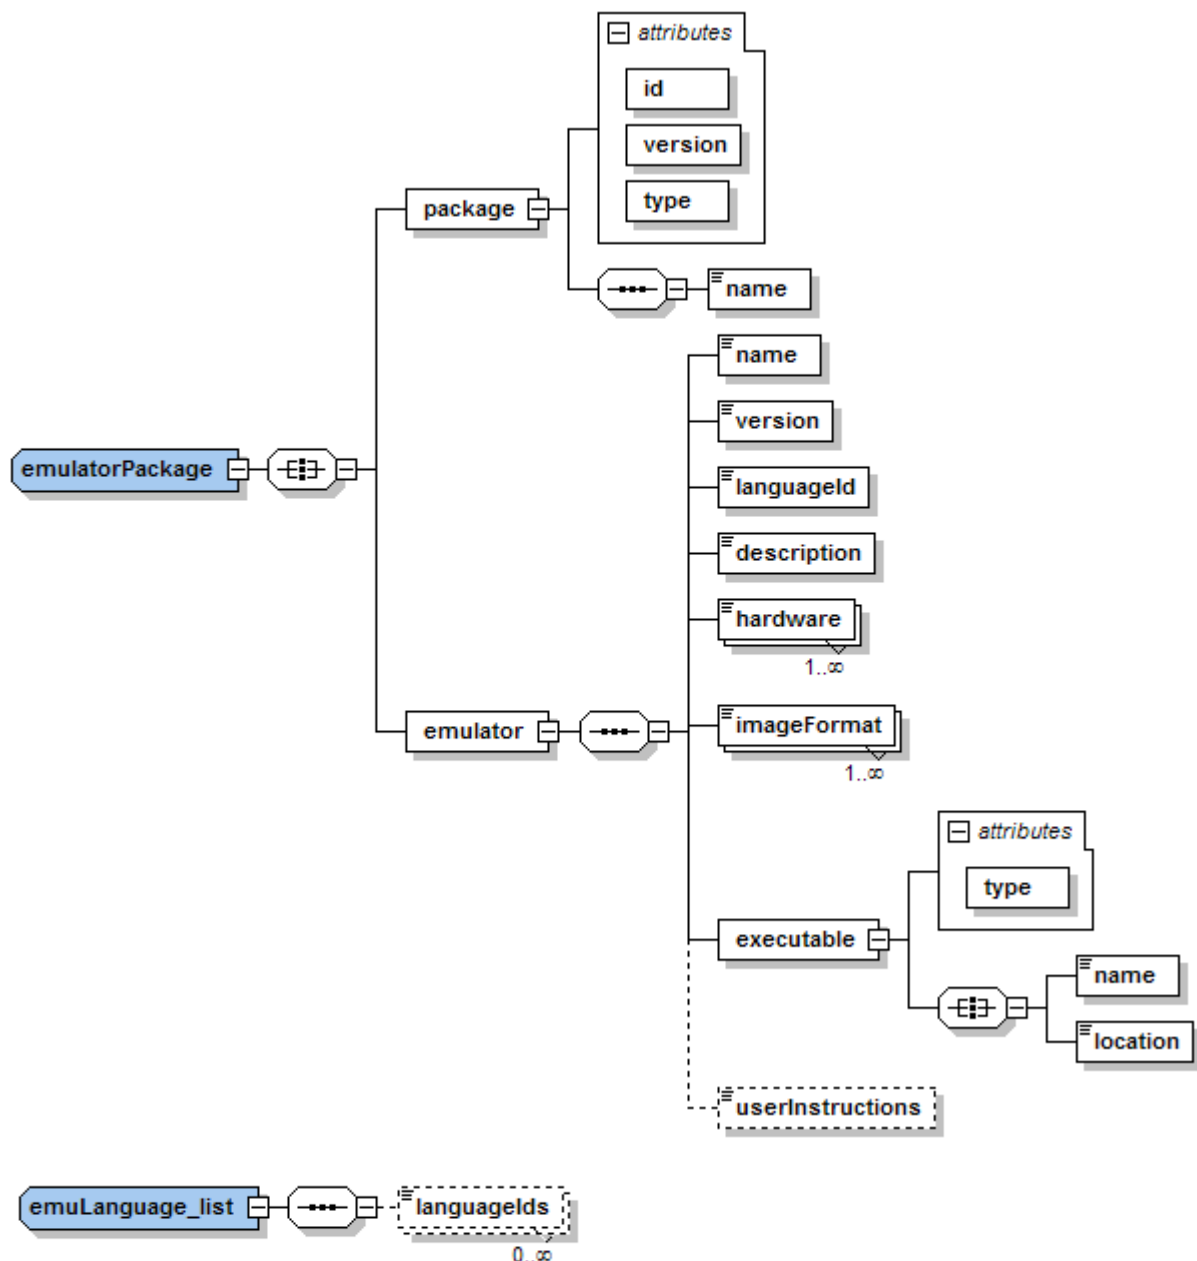 attributes
id
version
type
package
name
name
version
emulatorPackage
languageId
description
hardware
1..∞
emulator
imageFormat
1..∞
attributes
type
executable
name
location
userInstructions
emuLanguage_list
languageIds
0..∞